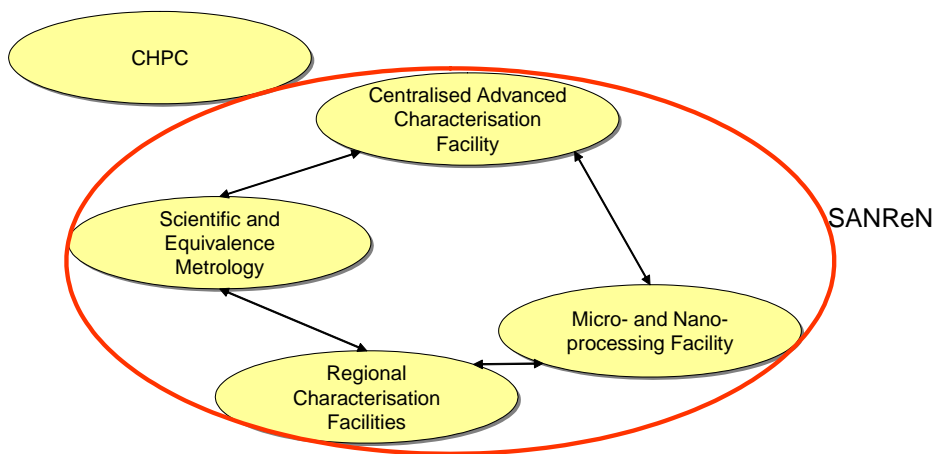 CHPC
Centralised Advanced
Characterisation
Facility
Scientific and
Equivalence
Metrology
SANReN
Micro- and Nano-
processing Facility
Regional
Characterisation
Facilities